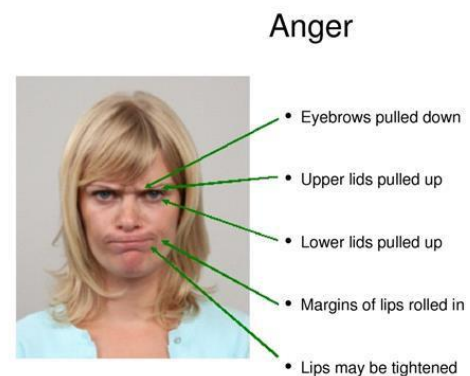 Anger
• Eyebrows pulled down
• Upper lids pulled up
• Lower lids pulled up
• Margins of lips rolled in
• Lips may be tightened